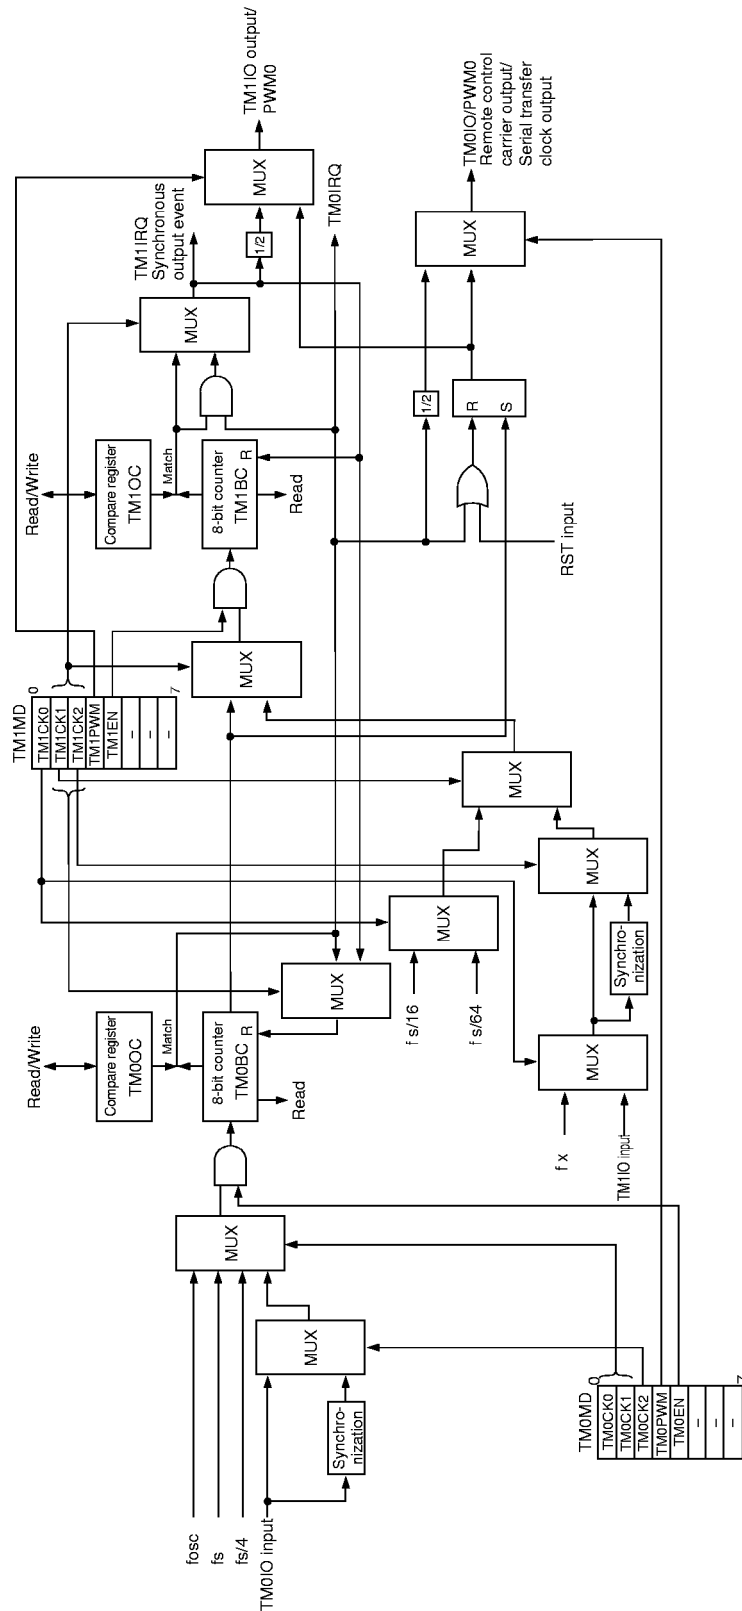 TM1IO output/
PWM0
TM1IRQ
Synchronous
output event
MUX
1/2
TM0IRQ
TM0IO/PWM0
Remote control
carrier output/
Serial transfer
clock output
MUX
MUX
1/2
R
S
RST input
Read/Write
Compare register
TM1OC
Match
8-bit counter
TM1BC
R
Read
TM1MD
0
TM1CK0
TM1CK1
TM1CK2
TM1PWM
TM1EN
–
–
–
7
MUX
MUX
MUX
MUX
Synchro-
nization
MUX
fs/16
fs/64
fx
TM1IO input
MUX
Read/Write
Compare register
TM0OC
Match
8-bit counter
TM0BC
R
Read
MUX
MUX
Synchro-
nization
fosc
fs
fs/4
TM0IO input
TM0MD
0
TM0CK0
TM0CK1
TM0CK2
TM0PWM
TM0EN
–
–
–
7